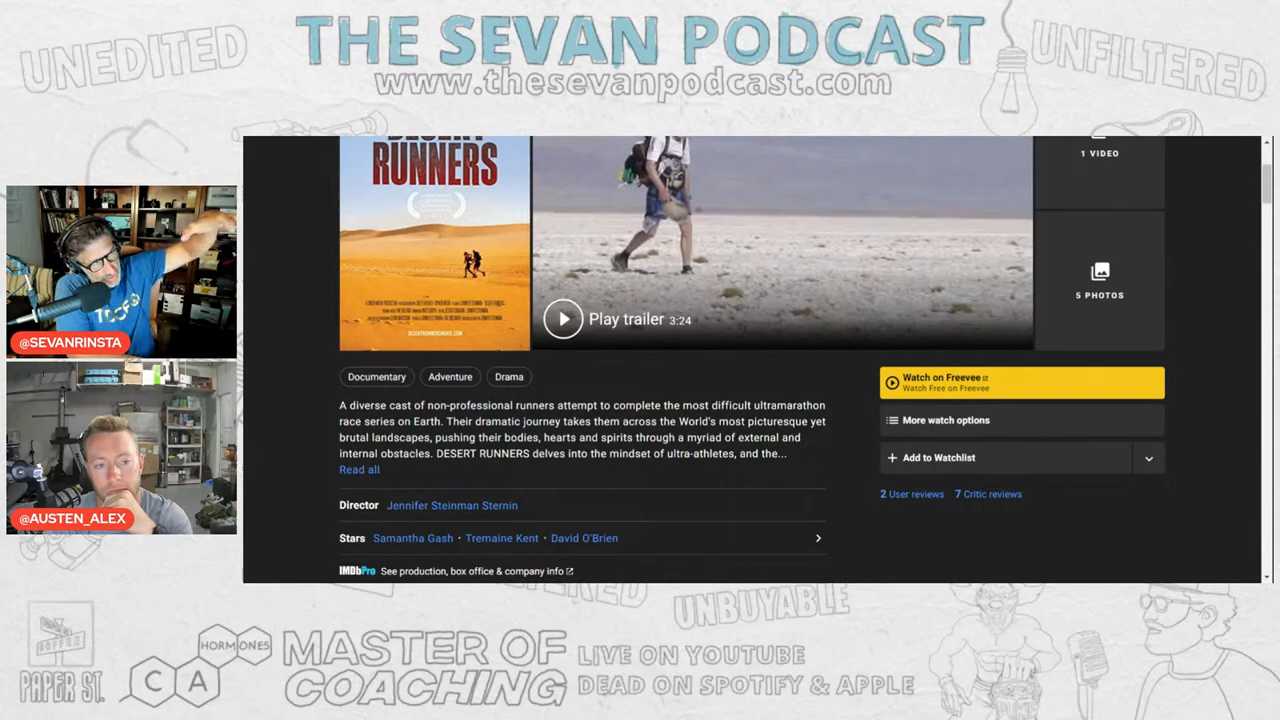 UNEDITED
THE SEVAN PODCAST
www.thesevanpodcast.com
UNFILTERED
DESERT
RUNNERS
DESERTRUNNERSMOVIE.COM
Play trailer 3:24
1 VIDEO
5 PHOTOS
@SEVANRINSTA
@AUSTEN_ALEX
Documentary
Adventure
Drama
A diverse cast of non-professional runners attempt to complete the most difficult ultramarathon
race series on Earth. Their dramatic journey takes them across the World's most picturesque yet
brutal landscapes, pushing their bodies, hearts and spirits through a myriad of external and
internal obstacles. DESERT RUNNERS delves into the mindset of ultra-athletes, and the...
Read all
Director Jennifer Steinman Sternin
Stars Samantha Gash · Tremaine Kent · David O'Brien
IMDbPro See production, box office & company info
Watch on Freevee
Watch Free on Freevee
More watch options
Add to Watchlist
2 User reviews 7 Critic reviews
UNFILTERED
UNBUYABLE
PAPER ST.
HORMONES
CA
MASTER OF
COACHING
LIVE ON YOUTUBE
DEAD ON SPOTIFY & APPLE